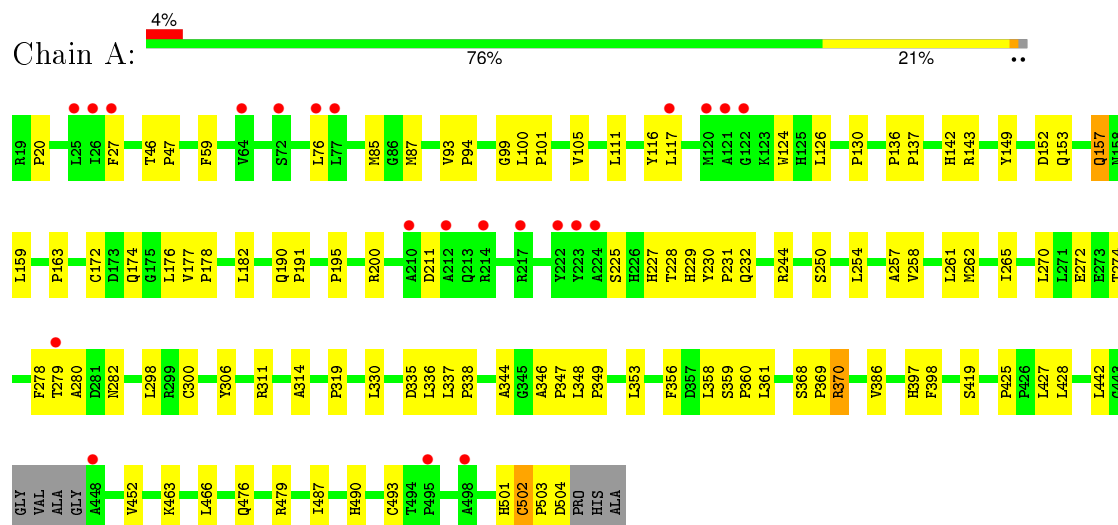 4%
Chain A:
76% 21% ••
R19 P20 L25 I26 F27 T46 P47 F59 V64 S72 L76 L77 M85 G86 M87 V93 P94 G99 L100 P101 V105 L111 Y116 L117 M120 A121 G122 K123 W124 H125 L126 P130 P136 P137 H142 R143 Y149 D152 Q153 Q157 N158
L159 P163 C172 D173 Q174 G175 L176 V177 P178 L182 Q190 P191 P195 R200 A210 D211 A212 Q213 R214 R217 Y222 Y223 A224 S225 H226 H227 T228 H229 Y230 P231 Q232 R244 S250 L254 A257 V258 L261 M262 I265 L270 L271 E272 E273 T274
F278 T279 A280 D281 N282 L298 R299 C300 Y306 R311 A314 P319 L330 D335 L336 L337 P338 A344 G345 A346 P347 L348 P349 L353 F356 D357 L358 S359 P360 L361 S368 P369 R370 V386 H397 F398 S419 P425 P426 L427 L428 L442 G443
GLY VAL ALA GLY A448 V452 K463 L466 Q476 R479 I487 H490 C493 T494 P495 A498 H501 C502 P503 D504 PRO HIS ALA